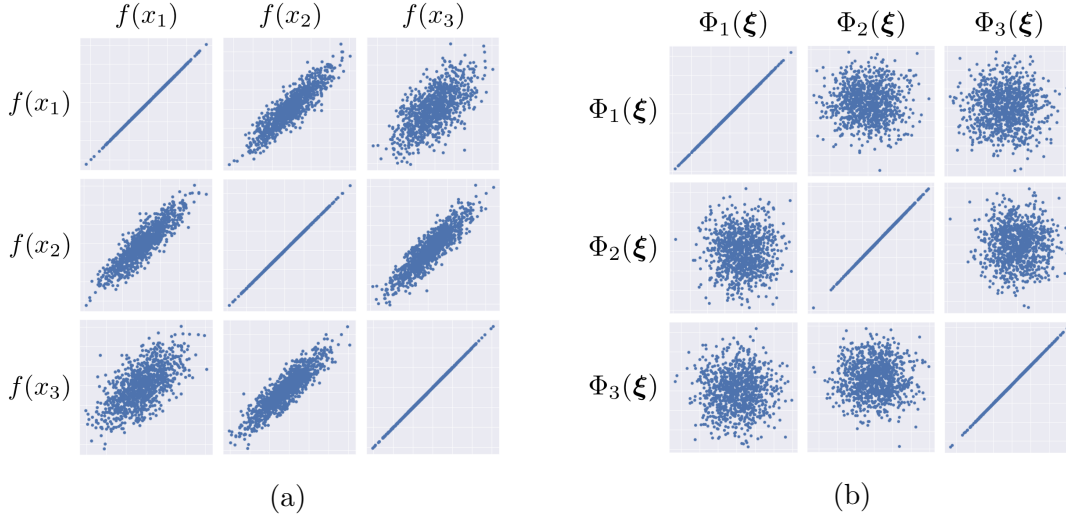 f(x₁) f(x₂) f(x₃)
f(x₁)
f(x₂)
f(x₃)
(a)
Φ₁(ξ) Φ₂(ξ) Φ₃(ξ)
Φ₁(ξ)
Φ₂(ξ)
Φ₃(ξ)
(b)